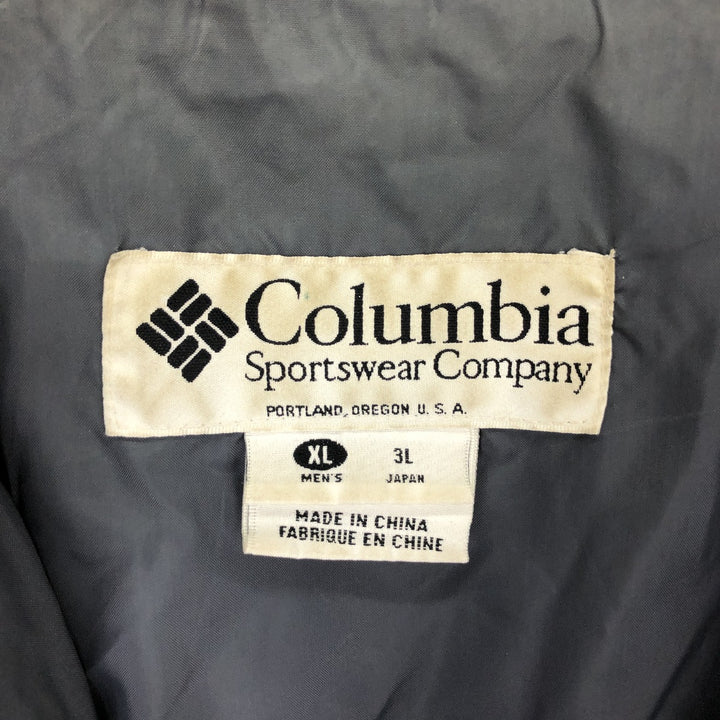 Columbia
Sportswear Company
PORTLAND, OREGON U. S. A.
XL 3L
MEN'S JAPAN
MADE IN CHINA
FABRIQUE EN CHINE